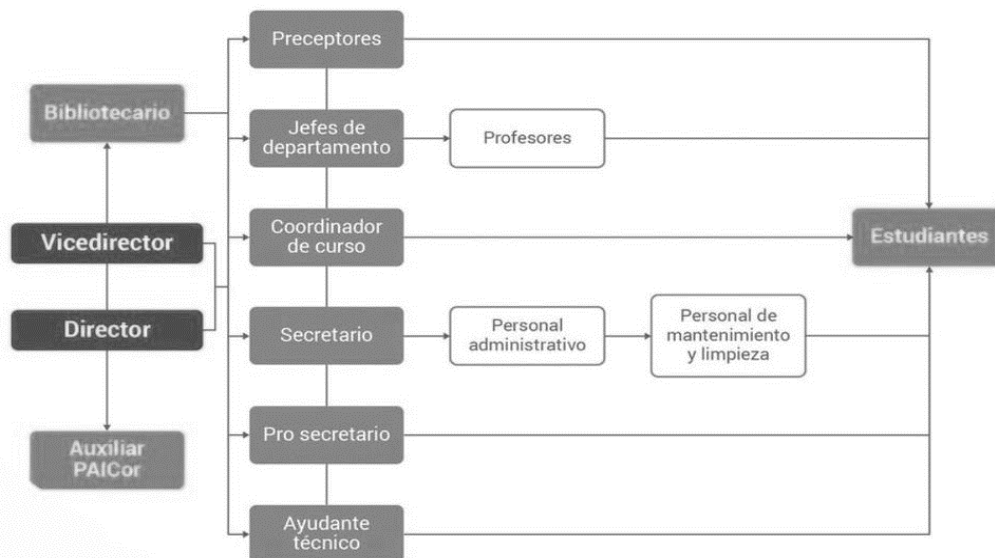 Preceptores
Bibliotecario
Jefes de
departamento
Profesores
Vicedirector
Coordinador
de curso
Estudiantes
Director
Secretario
Personal
administrativo
Personal de
mantenimiento
y limpieza
Auxiliar
PAICor
Pro secretario
Ayudante
técnico